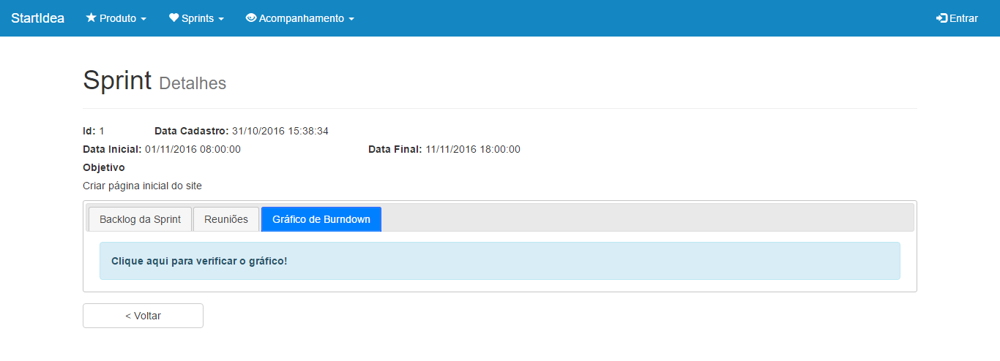 StartIdea Produto Sprints Acompanhamento Entrar
Sprint Detalhes
Id: 1 Data Cadastro: 31/10/2016 15:38:34
Data Inicial: 01/11/2016 08:00:00 Data Final: 11/11/2016 18:00:00
Objetivo
Criar página inicial do site
Backlog da Sprint Reuniões Gráfico de Burndown
Clique aqui para verificar o gráfico!
< Voltar